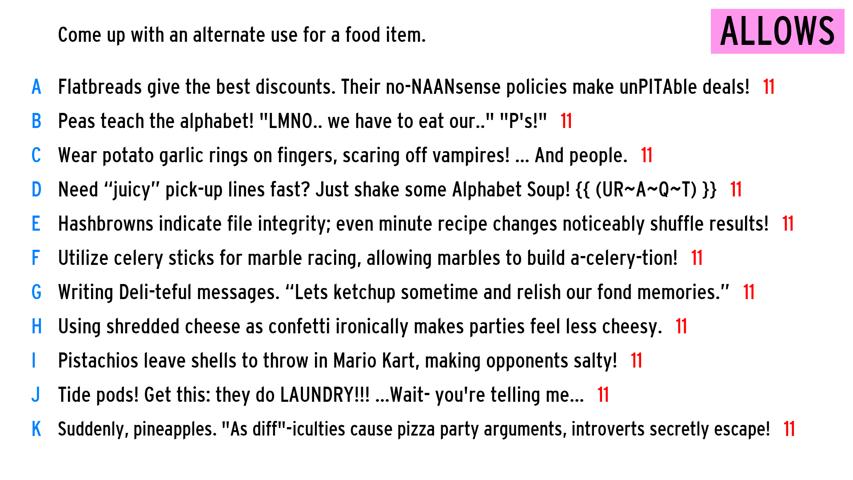 Come up with an alternate use for a food item.
ALLOWS
A Flatbreads give the best discounts. Their no-NAANsense policies make unPITAble deals! 11
B Peas teach the alphabet! "LMNO.. we have to eat our.." "P's!" 11
C Wear potato garlic rings on fingers, scaring off vampires! ... And people. 11
D Need “juicy” pick-up lines fast? Just shake some Alphabet Soup! {{ (UR~A~Q~T) }} 11
E Hashbrowns indicate file integrity; even minute recipe changes noticeably shuffle results! 11
F Utilize celery sticks for marble racing, allowing marbles to build a-celery-tion! 11
G Writing Deli-teful messages. “Lets ketchup sometime and relish our fond memories.” 11
H Using shredded cheese as confetti ironically makes parties feel less cheesy. 11
I Pistachios leave shells to throw in Mario Kart, making opponents salty! 11
J Tide pods! Get this: they do LAUNDRY!!! ...Wait- you're telling me... 11
K Suddenly, pineapples. "As diff"-iculties cause pizza party arguments, introverts secretly escape! 11